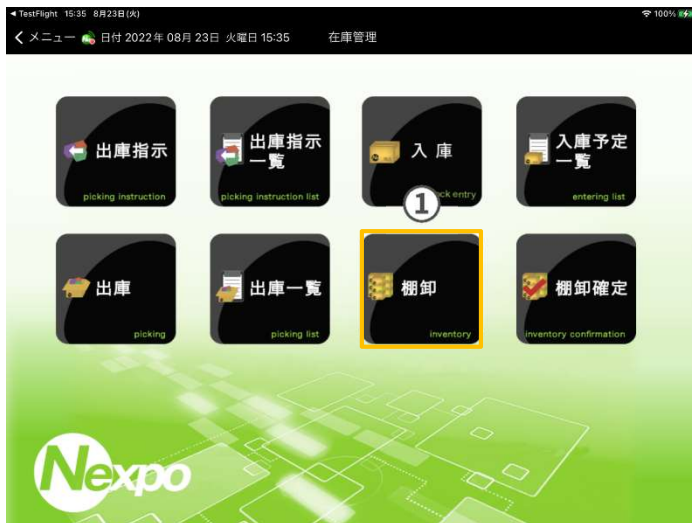 ◀TestFlight 15:35 8月23日(火) 100%
メニュー 日付 2022年 08月 23日 火曜日 15:35 在庫管理
出庫指示
picking instruction
出庫指示
一覧
picking instruction list
入 庫
ck entry
入庫予定
一覧
entering list
1
出庫
picking
出庫一覧
picking list
棚卸
inventory
棚卸確定
inventory confirmation
Nexpo